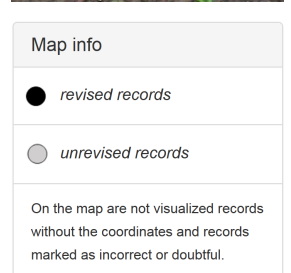 Map info
revised records
unrevised records
On the map are not visualized records
without the coordinates and records
marked as incorrect or doubtful.